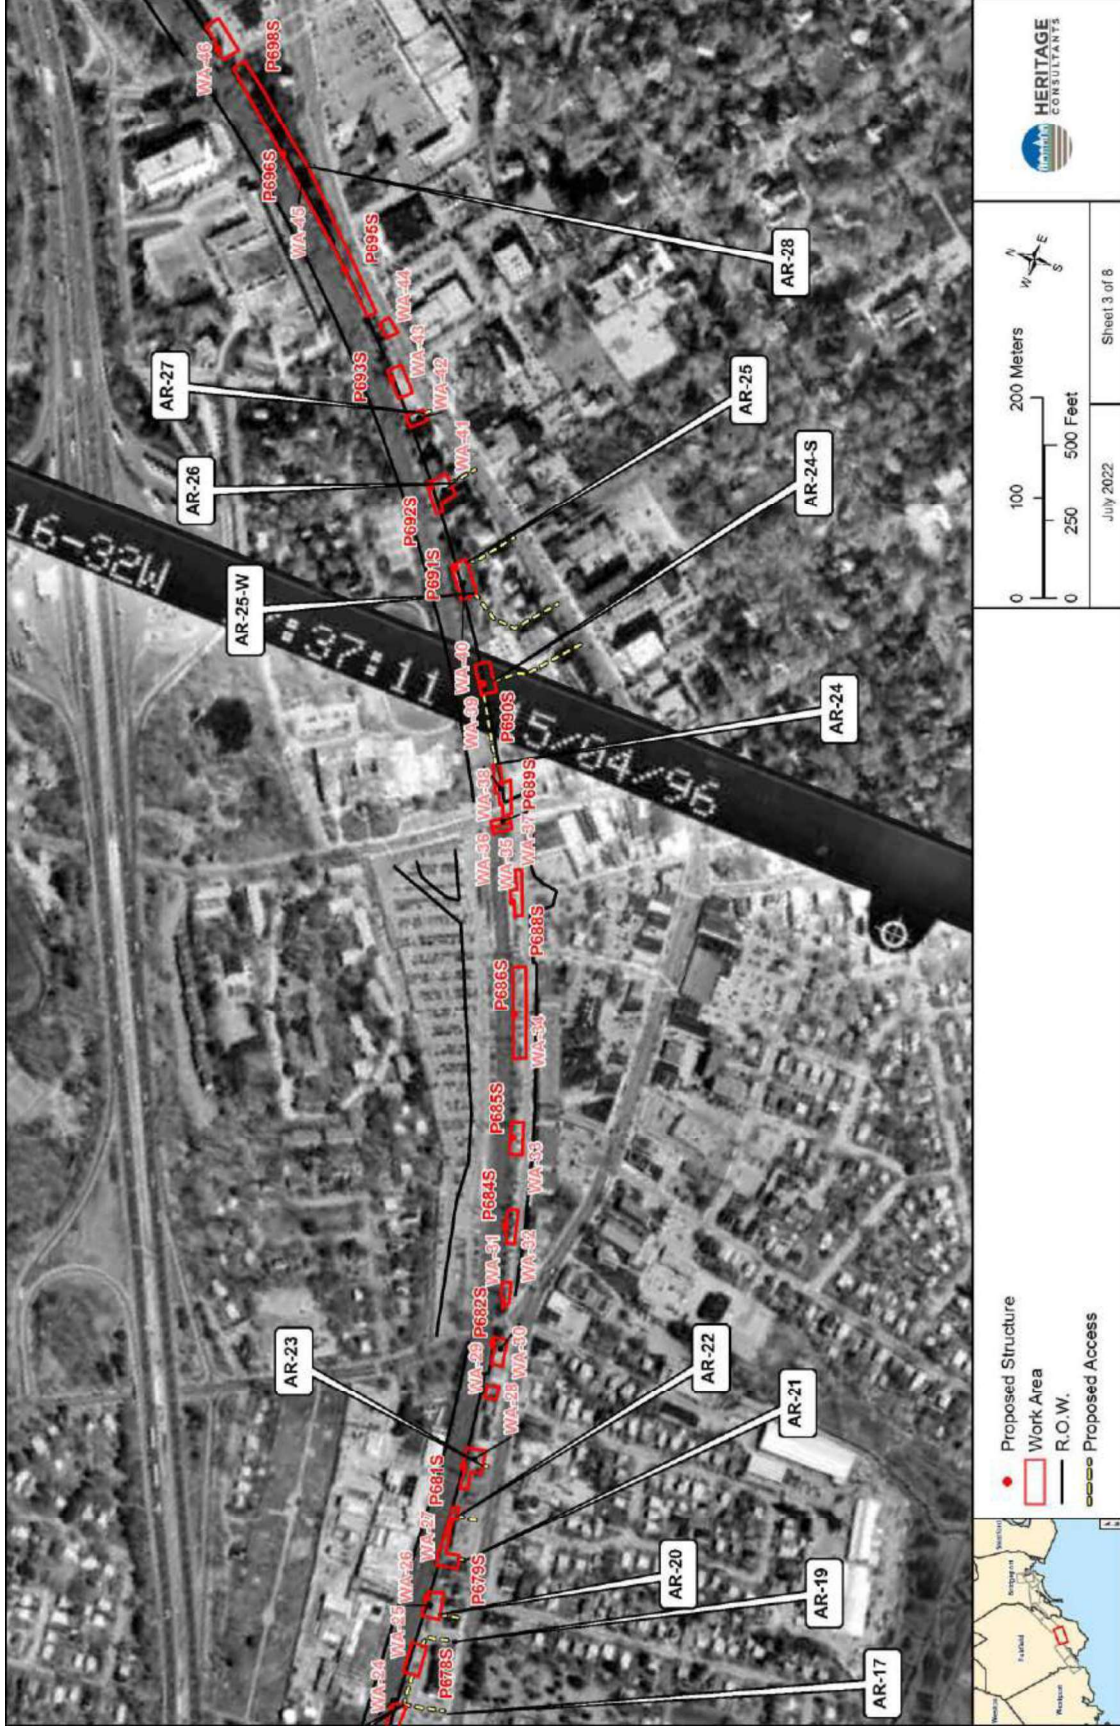 WA-24
WA-25
WA-26
WA-27
P678S
P679S
P681S
WA-28
WA-29
WA-30
P682S
WA-31
WA-32
P684S
WA-33
P685S
WA-34
P686S
P688S
WA-35
WA-36
WA-37
P689S
WA-38
WA-39
P690S
WA-40
P691S
P692S
WA-41
WA-42
P693S
WA-43
WA-44
P695S
WA-45
P696S
WA-46
P698S
AR-17
AR-19
AR-20
AR-21
AR-22
AR-23
AR-24
AR-24-S
AR-25-W
AR-25
AR-26
AR-27
AR-28
16-32W
:37:11
5/04/96
Fairfield
Bridgeport
Westport
Proposed Structure
Work Area
R.O.W.
Proposed Access
0 100 200 Meters
0 250 500 Feet
N
E
S
W
July 2022
Sheet 3 of 8
HERITAGE
CONSULTANTS